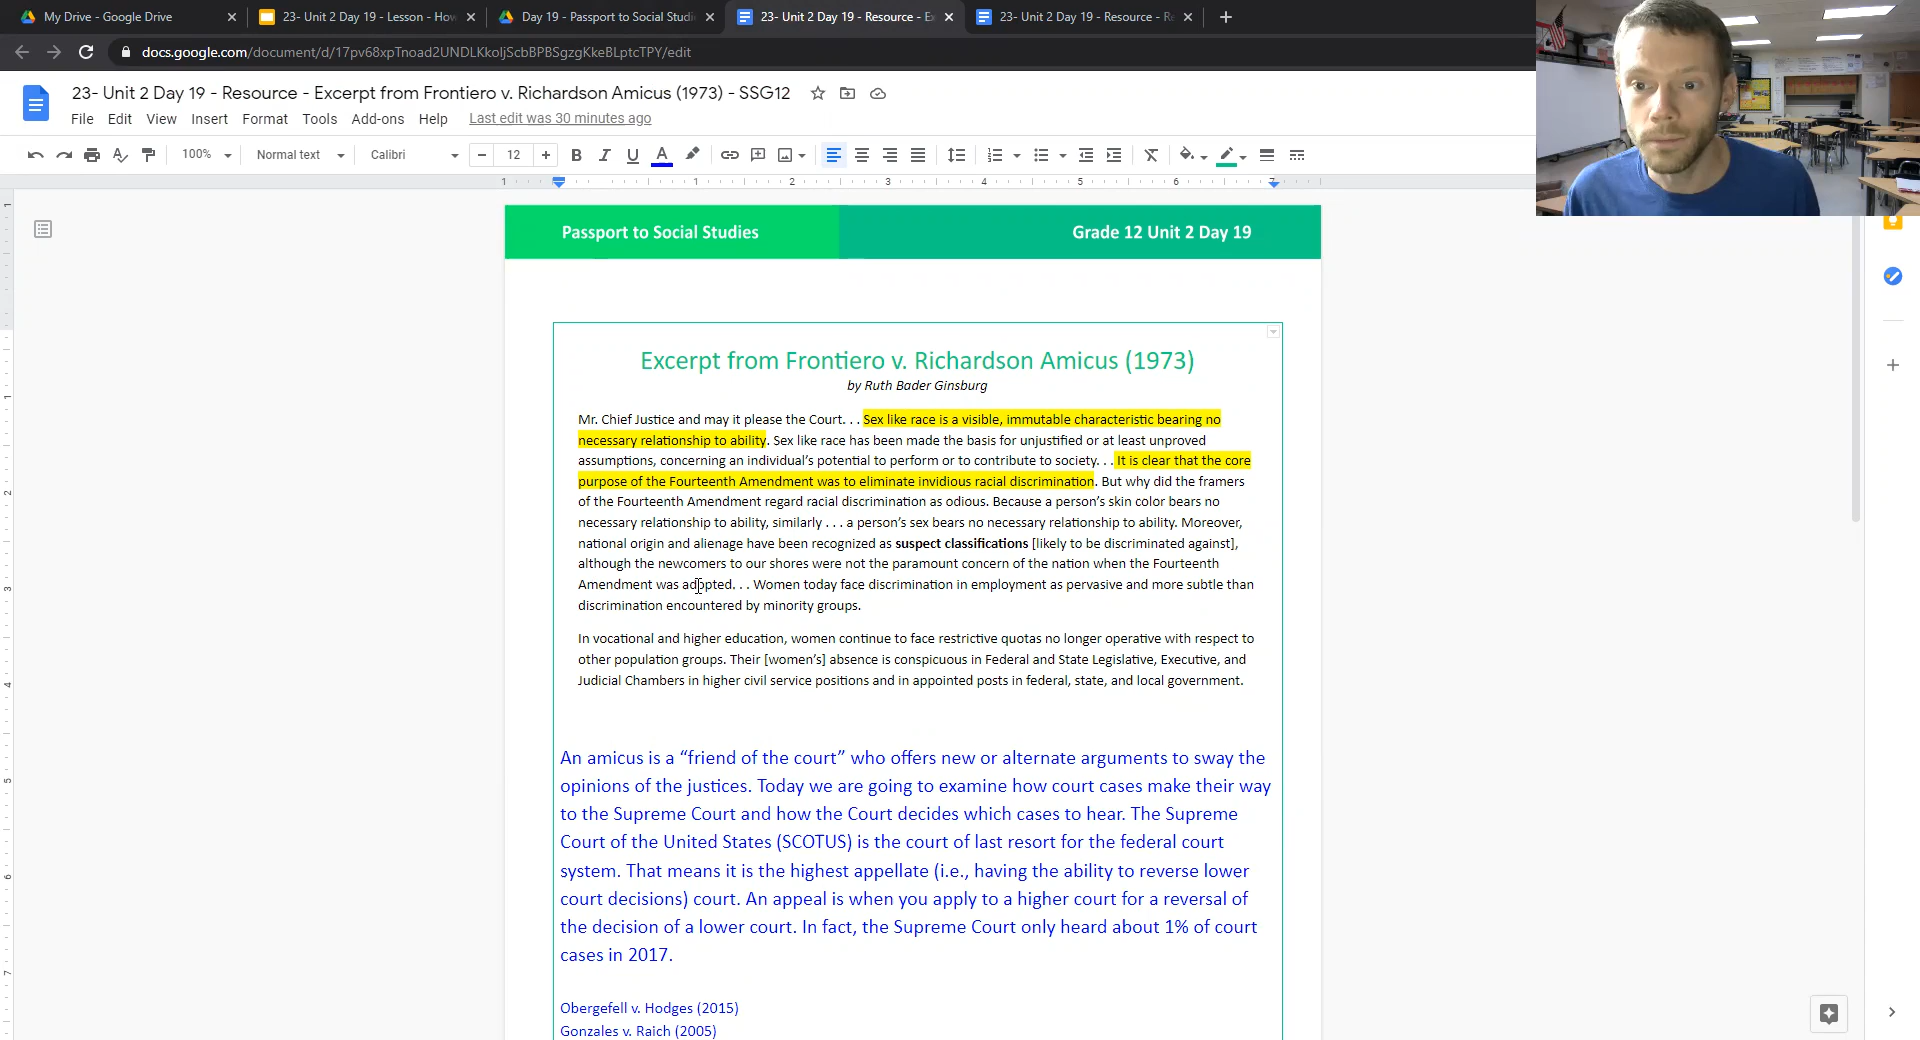 My Drive - Google Drive
23- Unit 2 Day 19 - Lesson - How
Day 19 - Passport to Social Studi
23- Unit 2 Day 19 - Resource - E
23- Unit 2 Day 19 - Resource - R
docs.google.com/document/d/17pv68xpTnoad2UNDLKkoljScbBPBSgzgKkeBLptcTPY/edit
23- Unit 2 Day 19 - Resource - Excerpt from Frontiero v. Richardson Amicus (1973) - SSG12
File Edit View Insert Format Tools Add-ons Help Last edit was 30 minutes ago
100% Normal text Calibri 12
1 1 2 3 4 5 6 7
Passport to Social Studies Grade 12 Unit 2 Day 19
Excerpt from Frontiero v. Richardson Amicus (1973)
by Ruth Bader Ginsburg
Mr. Chief Justice and may it please the Court. . . Sex like race is a visible, immutable characteristic bearing no
necessary relationship to ability. Sex like race has been made the basis for unjustified or at least unproved
assumptions, concerning an individual's potential to perform or to contribute to society. . . It is clear that the core
purpose of the Fourteenth Amendment was to eliminate invidious racial discrimination. But why did the framers
of the Fourteenth Amendment regard racial discrimination as odious. Because a person's skin color bears no
necessary relationship to ability, similarly . . . a person's sex bears no necessary relationship to ability. Moreover,
national origin and alienage have been recognized as suspect classifications [likely to be discriminated against],
although the newcomers to our shores were not the paramount concern of the nation when the Fourteenth
Amendment was adopted. . . Women today face discrimination in employment as pervasive and more subtle than
discrimination encountered by minority groups.
In vocational and higher education, women continue to face restrictive quotas no longer operative with respect to
other population groups. Their [women's] absence is conspicuous in Federal and State Legislative, Executive, and
Judicial Chambers in higher civil service positions and in appointed posts in federal, state, and local government.
An amicus is a “friend of the court” who offers new or alternate arguments to sway the
opinions of the justices. Today we are going to examine how court cases make their way
to the Supreme Court and how the Court decides which cases to hear. The Supreme
Court of the United States (SCOTUS) is the court of last resort for the federal court
system. That means it is the highest appellate (i.e., having the ability to reverse lower
court decisions) court. An appeal is when you apply to a higher court for a reversal of
the decision of a lower court. In fact, the Supreme Court only heard about 1% of court
cases in 2017.
Obergefell v. Hodges (2015)
Gonzales v. Raich (2005)